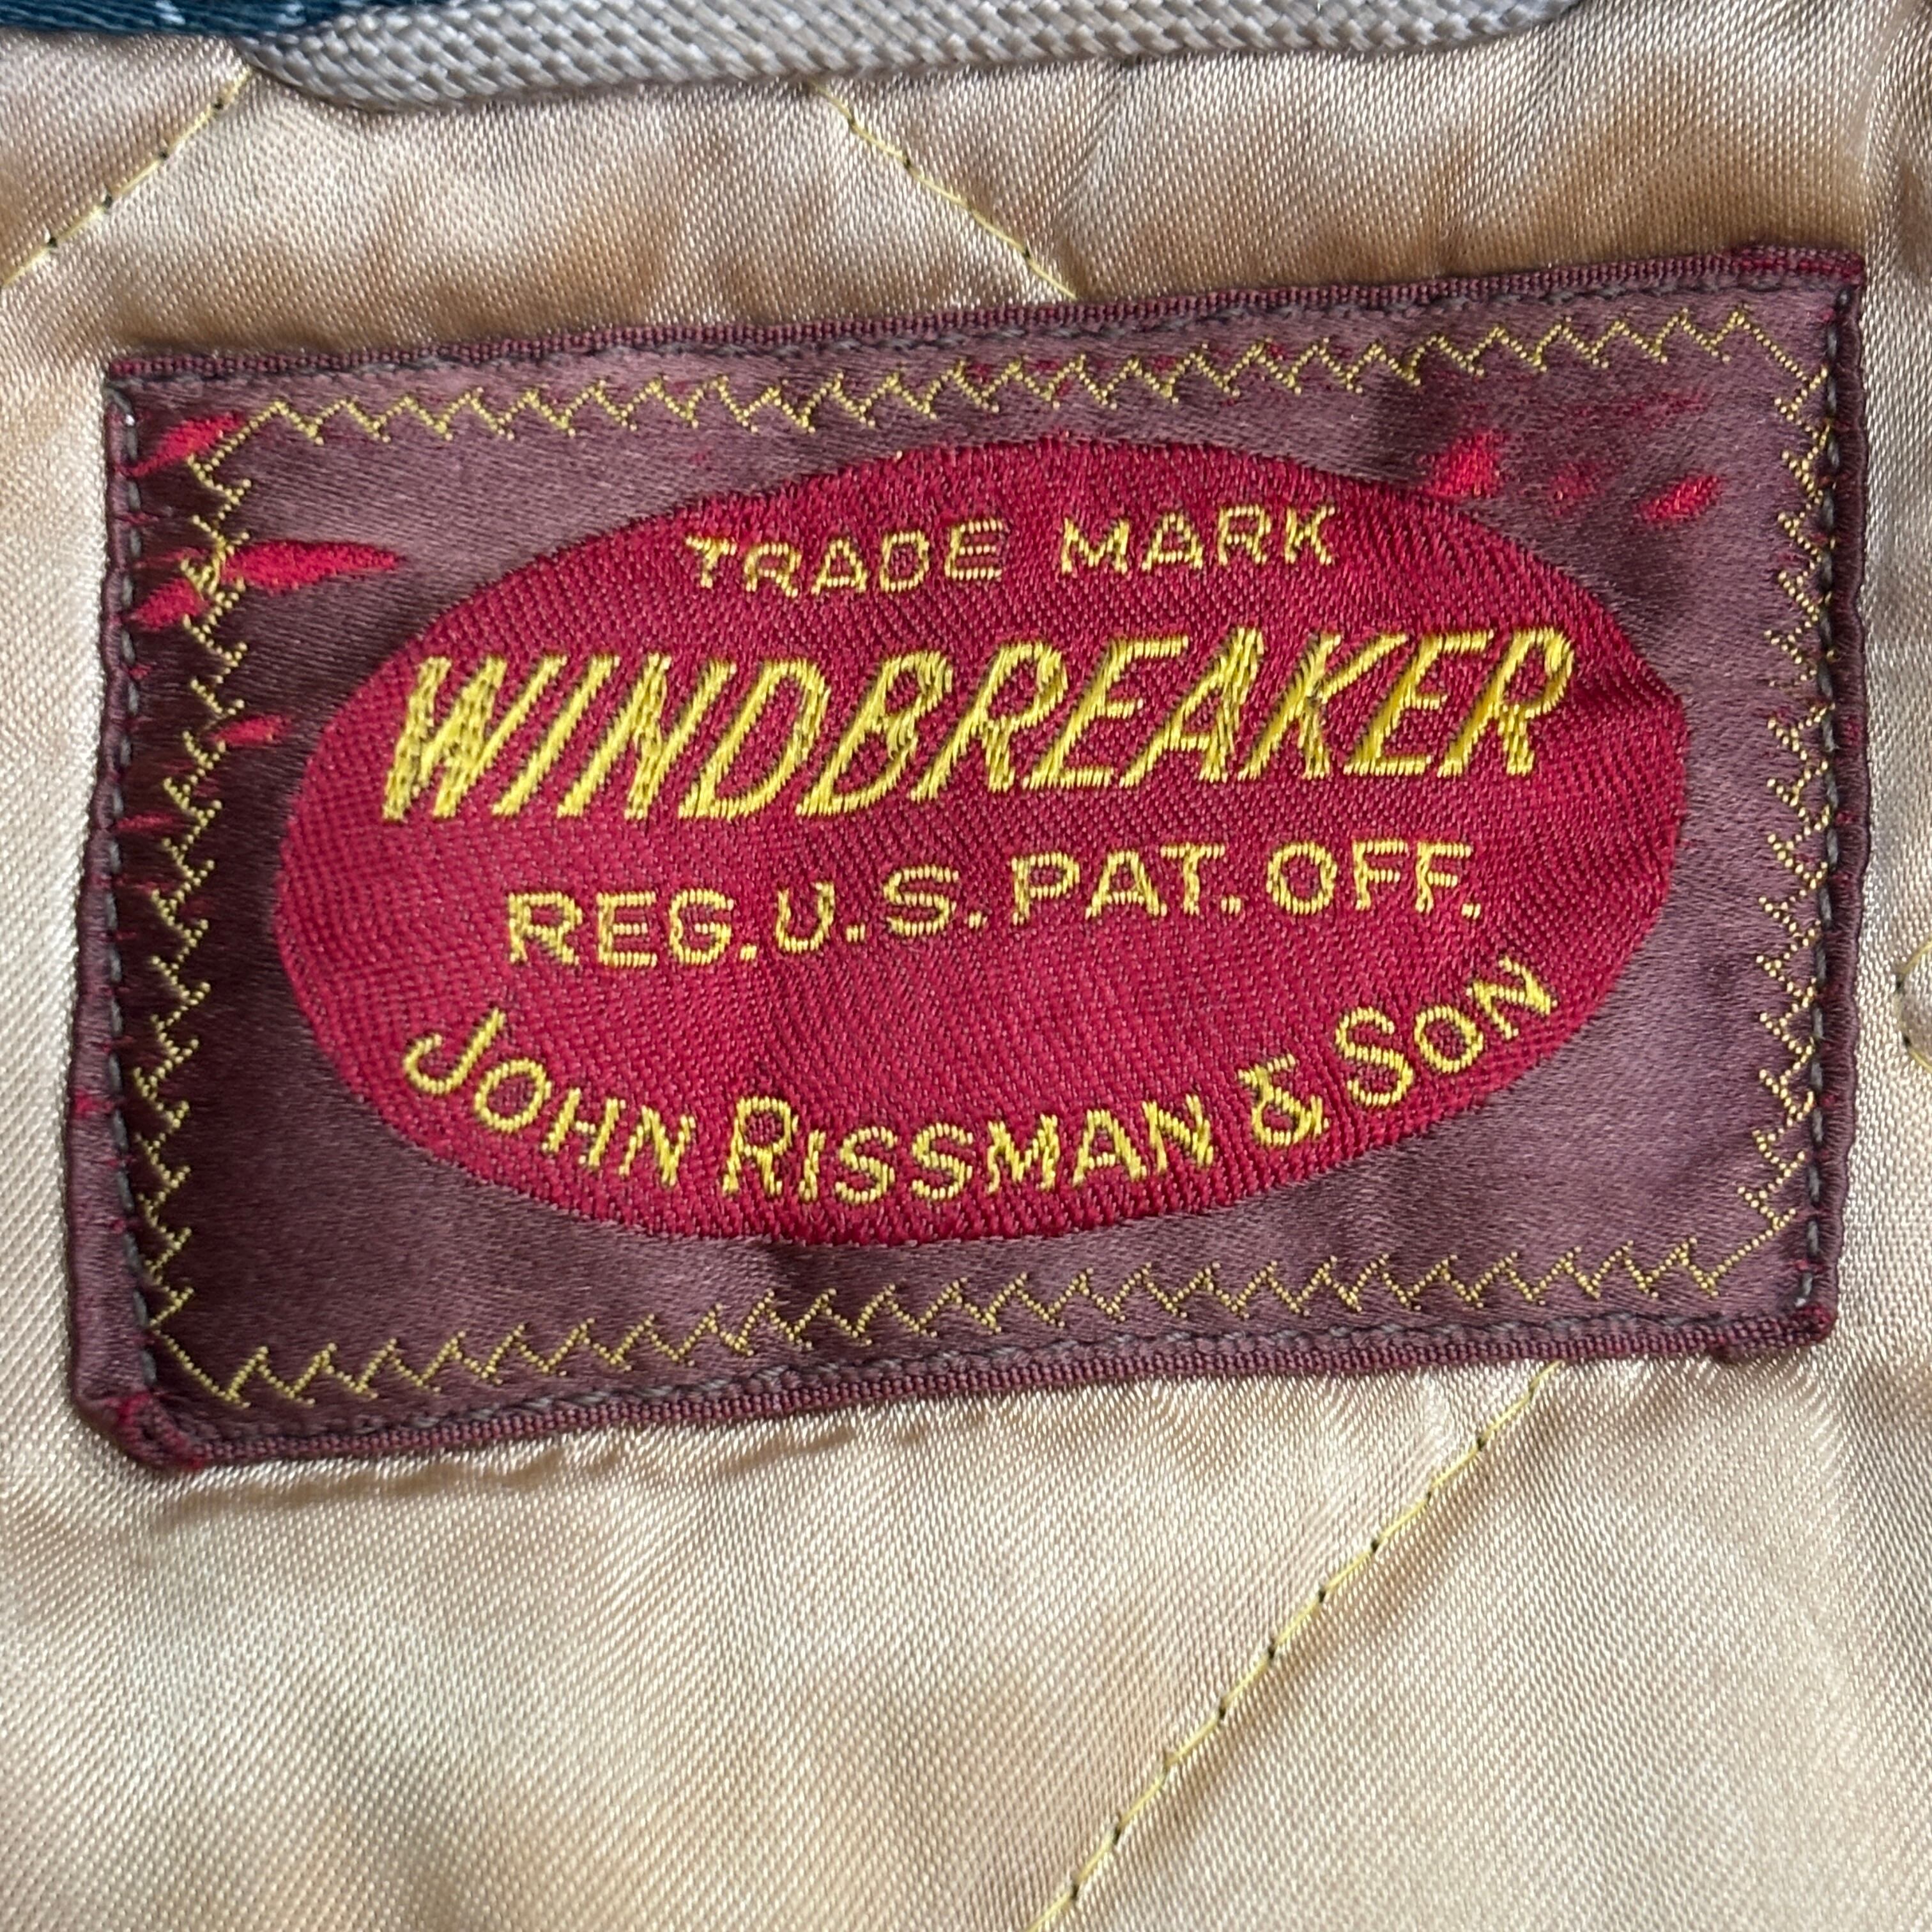 TRADE MARK
WINDBREAKER
REG. U.S. PAT. OFF.
JOHN RISSMAN & SON